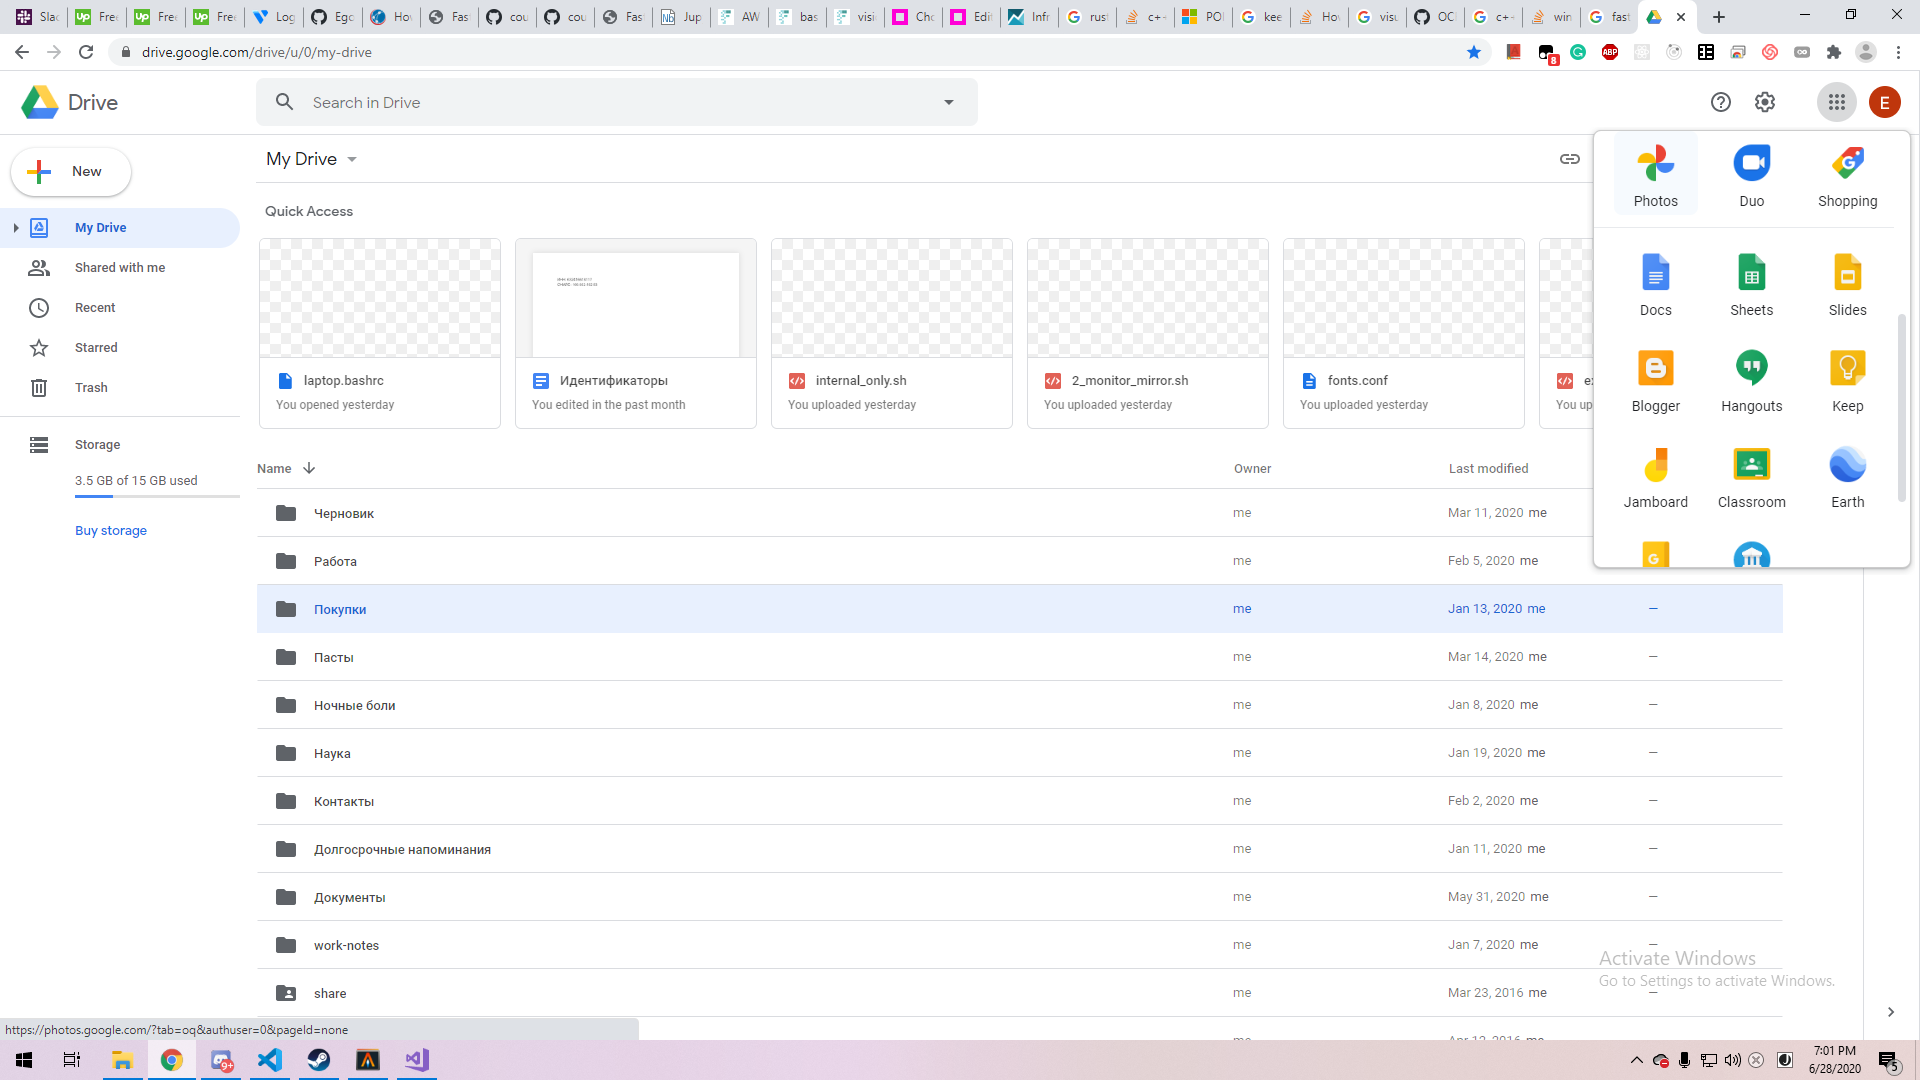 Slac
Free
Free
Free
Log
Ego
Hov
Fas
cou
cou
Fas
Jup
AW
bas
visi
Cho
Edit
Infr
rust
c++
POI
kee
Hov
visu
OC
c++
win
fast
drive.google.com/drive/u/0/my-drive
8
ABP
Drive
Search in Drive
E
New
My Drive
Shared with me
Recent
Starred
Trash
Storage
3.5 GB of 15 GB used
Buy storage
My Drive
Quick Access
laptop.bashrc
You opened yesterday
Идентификаторы
You edited in the past month
internal_only.sh
You uploaded yesterday
2_monitor_mirror.sh
You uploaded yesterday
fonts.conf
You uploaded yesterday
You up
Name Owner Last modified
Черновик me Mar 11, 2020 me
Работа me Feb 5, 2020 me
Покупки me Jan 13, 2020 me —
Пасты me Mar 14, 2020 me —
Ночные боли me Jan 8, 2020 me —
Наука me Jan 19, 2020 me —
Контакты me Feb 2, 2020 me —
Долгосрочные напоминания me Jan 11, 2020 me —
Документы me May 31, 2020 me —
work-notes me Jan 7, 2020 me —
share me Mar 23, 2016 me —
Photos Duo Shopping
Docs Sheets Slides
Blogger Hangouts Keep
Jamboard Classroom Earth
Activate Windows
Go to Settings to activate Windows.
https://photos.google.com/?tab=oq&authuser=0&pageId=none
9+
7:01 PM
6/28/2020
5